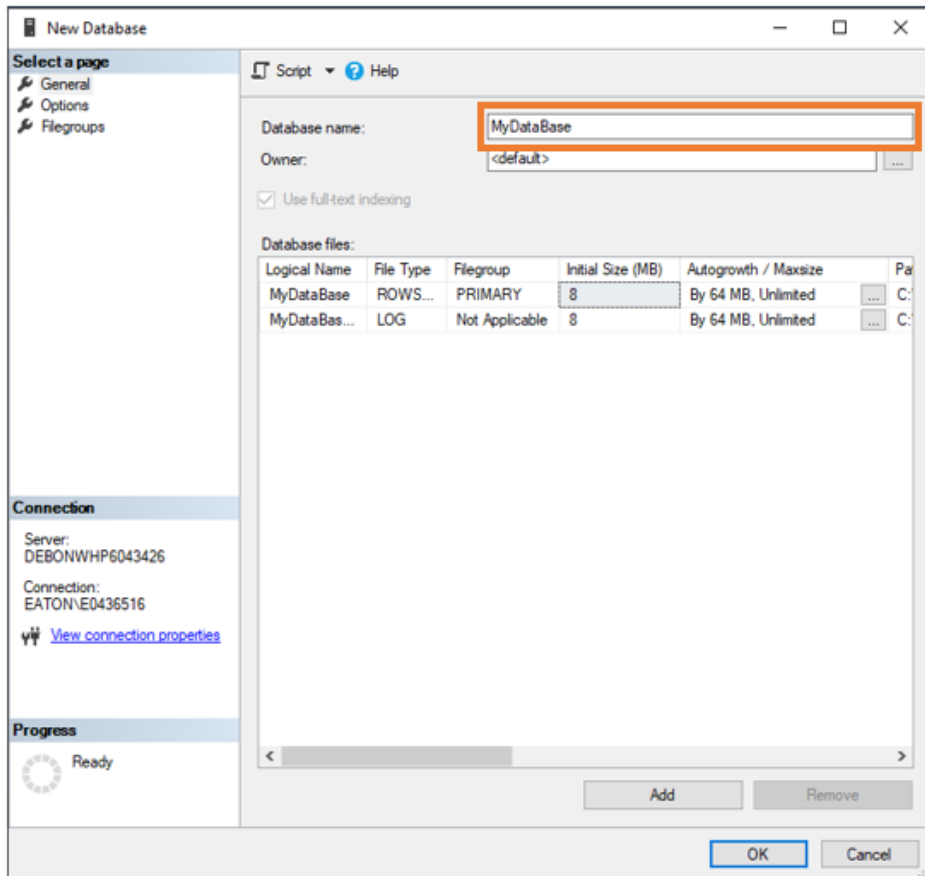 New Database
Select a page
General
Options
Filegroups
Script Help
Database name: MyDataBase
Owner: <default> ...
Use full-text indexing
Database files:
Logical Name File Type Filegroup Initial Size (MB) Autogrowth / Maxsize Pa
MyDataBase ROWS... PRIMARY 8 By 64 MB, Unlimited ... C:
MyDataBas... LOG Not Applicable 8 By 64 MB, Unlimited ... C:
Connection
Server:
DEBONWHP6043426
Connection:
EATON\E0436516
View connection properties
Progress
Ready
Add Remove
OK Cancel